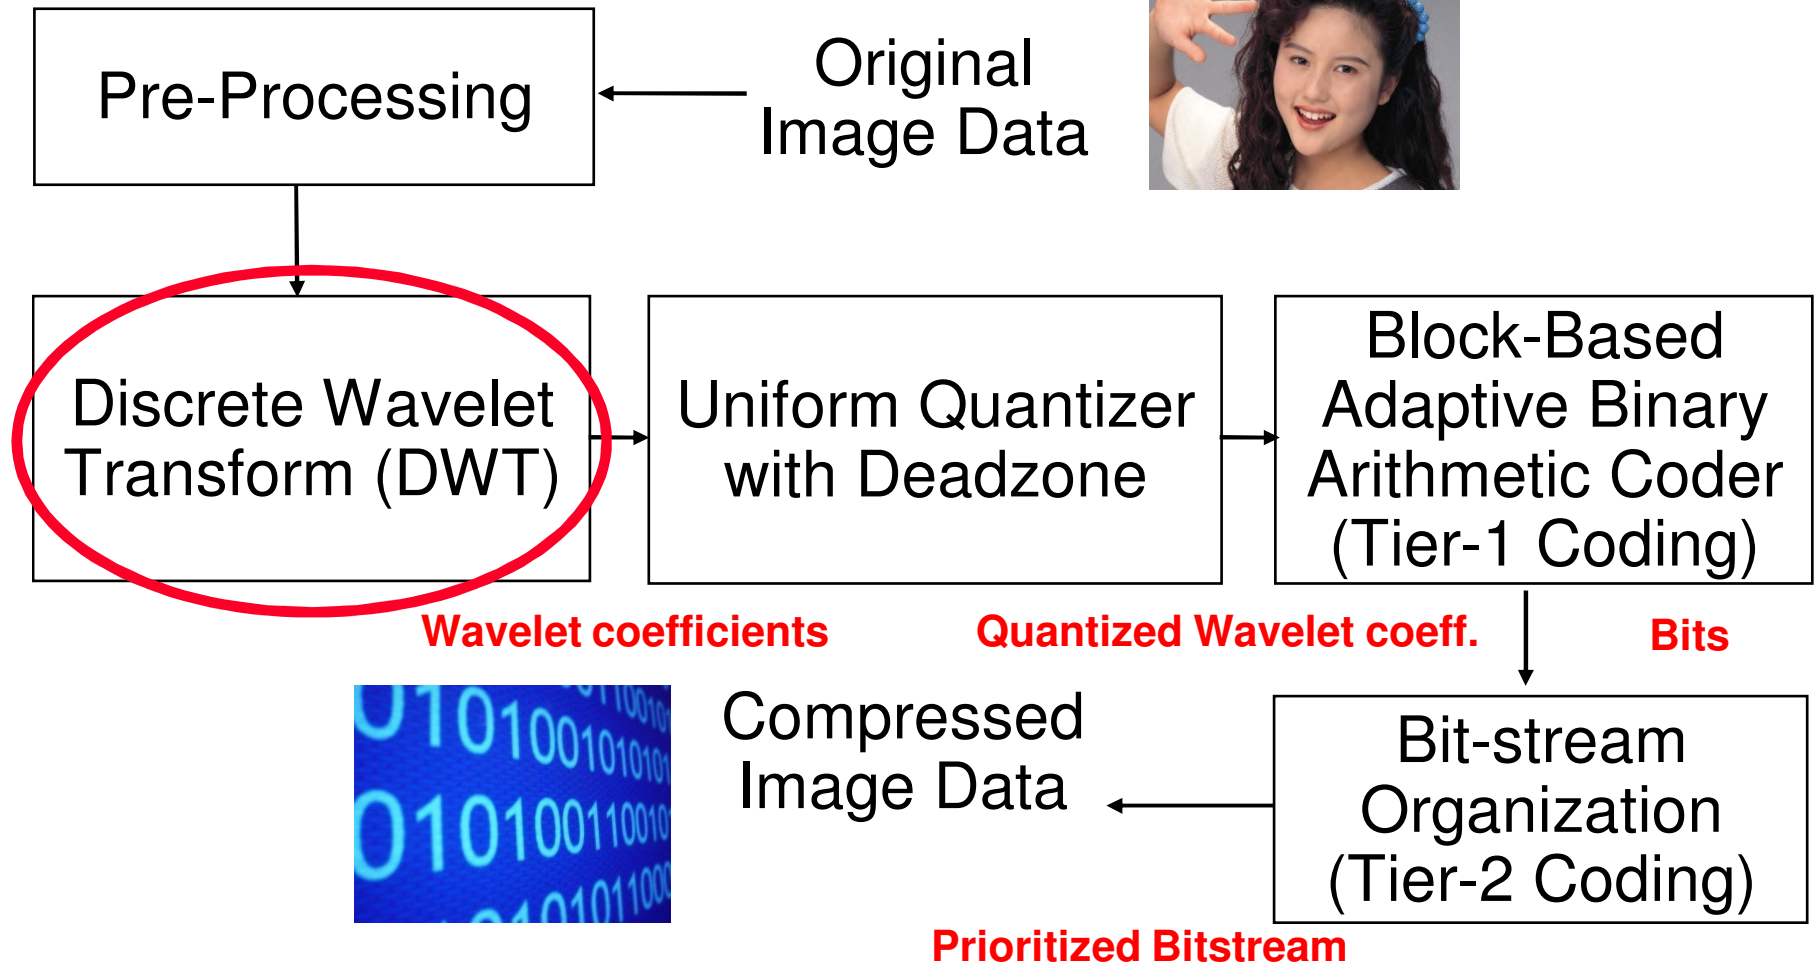 Pre-Processing
Original
Image Data
Discrete Wavelet
Transform (DWT)
Uniform Quantizer
with Deadzone
Block-Based
Adaptive Binary
Arithmetic Coder
(Tier-1 Coding)
Wavelet coefficients
Quantized Wavelet coeff.
Bits
Compressed
Image Data
Bit-stream
Organization
(Tier-2 Coding)
Prioritized Bitstream